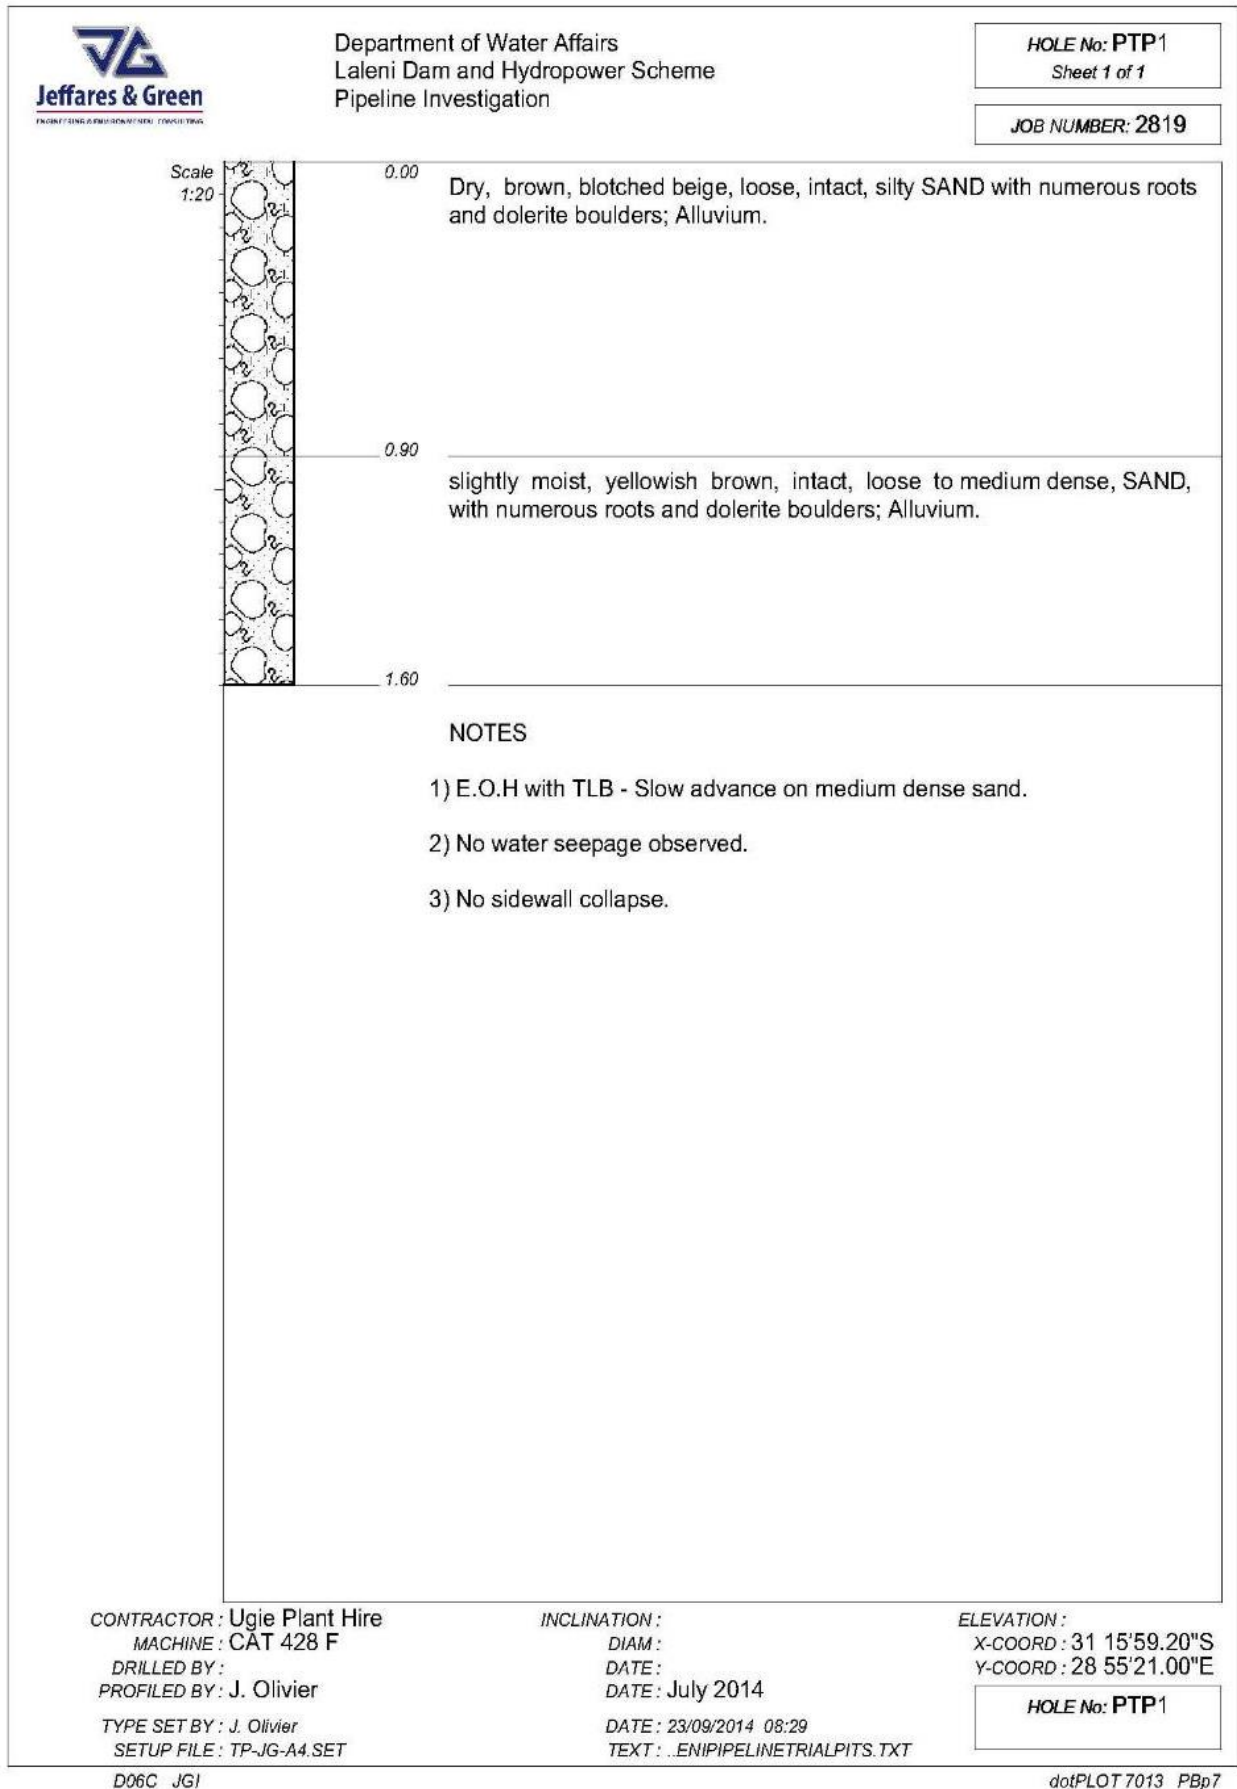 Jeffares & Green
ENGINEERING & ENVIRONMENTAL CONSULTING
Department of Water Affairs
Laleni Dam and Hydropower Scheme
Pipeline Investigation
HOLE No: PTP1
Sheet 1 of 1
JOB NUMBER: 2819
Scale
1:20
0.00
Dry, brown, blotched beige, loose, intact, silty SAND with numerous roots
and dolerite boulders; Alluvium.
0.90
slightly moist, yellowish brown, intact, loose to medium dense, SAND,
with numerous roots and dolerite boulders; Alluvium.
1.60
NOTES
1) E.O.H with TLB - Slow advance on medium dense sand.
2) No water seepage observed.
3) No sidewall collapse.
CONTRACTOR : Ugie Plant Hire
MACHINE : CAT 428 F
DRILLED BY :
PROFILED BY : J. Olivier
TYPE SET BY : J. Olivier
SETUP FILE : TP-JG-A4.SET
INCLINATION :
DIAM :
DATE :
DATE : July 2014
DATE : 23/09/2014 08:29
TEXT : ..ENIPIPELINETRIALPITS.TXT
ELEVATION :
X-COORD : 31 15'59.20"S
Y-COORD : 28 55'21.00"E
HOLE No: PTP1
D06C JGI
dotPLOT 7013 PBp7